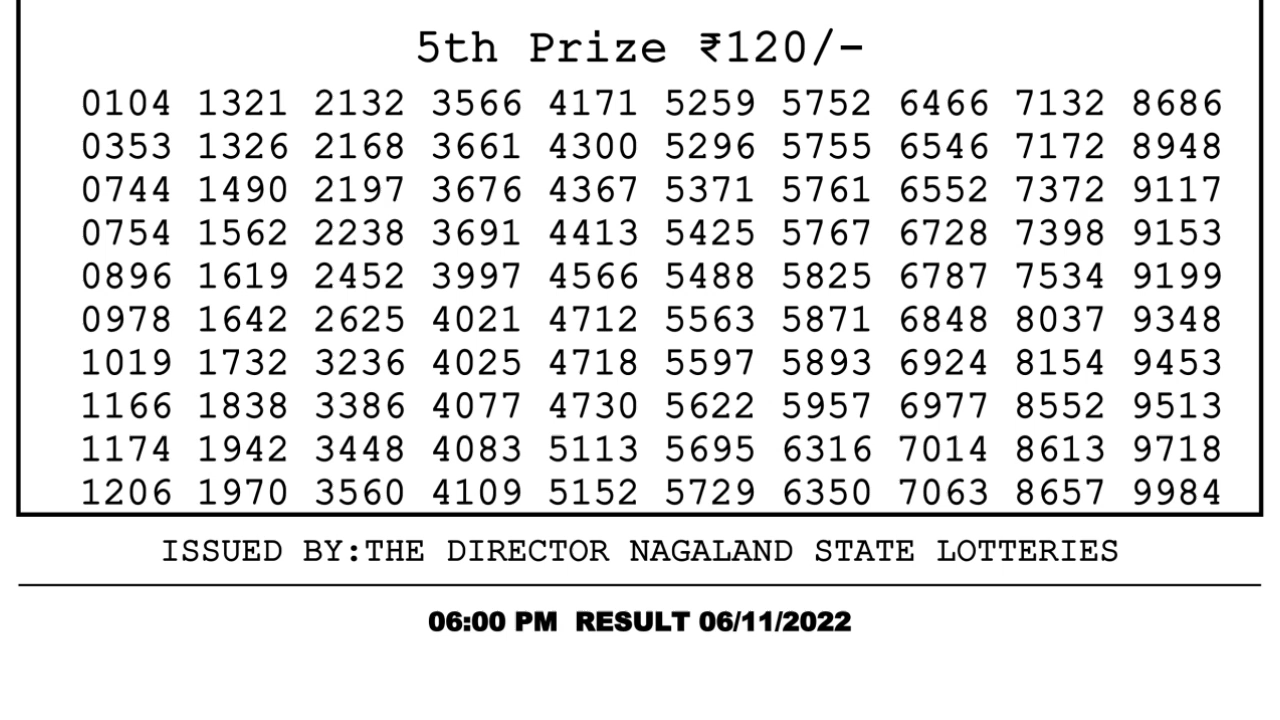 5th Prize ₹120/-
0104 1321 2132 3566 4171 5259 5752 6466 7132 8686
0353 1326 2168 3661 4300 5296 5755 6546 7172 8948
0744 1490 2197 3676 4367 5371 5761 6552 7372 9117
0754 1562 2238 3691 4413 5425 5767 6728 7398 9153
0896 1619 2452 3997 4566 5488 5825 6787 7534 9199
0978 1642 2625 4021 4712 5563 5871 6848 8037 9348
1019 1732 3236 4025 4718 5597 5893 6924 8154 9453
1166 1838 3386 4077 4730 5622 5957 6977 8552 9513
1174 1942 3448 4083 5113 5695 6316 7014 8613 9718
1206 1970 3560 4109 5152 5729 6350 7063 8657 9984
ISSUED BY:THE DIRECTOR NAGALAND STATE LOTTERIES
06:00 PM RESULT 06/11/2022